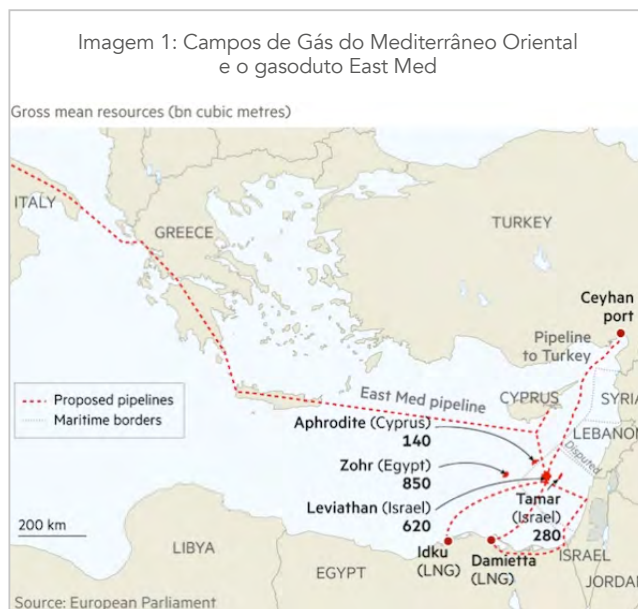 Imagem 1: Campos de Gás do Mediterrâneo Oriental
e o gasoduto East Med
Gross mean resources (bn cubic metres)
ITALY
GREECE
TURKEY
Ceyhan
port
Pipeline
to Turkey
Proposed pipelines
Maritime borders
East Med pipeline
CYPRUS
SYRIA
Aphrodite (Cyprus)
140
LEBANON
Disputed
Zohr (Egypt)
850
Leviathan (Israel)
620
Tamar
(Israel)
280
200 km
LIBYA
EGYPT
Idku
(LNG)
Damietta
(LNG)
ISRAEL
JORDAN
Source: European Parliament